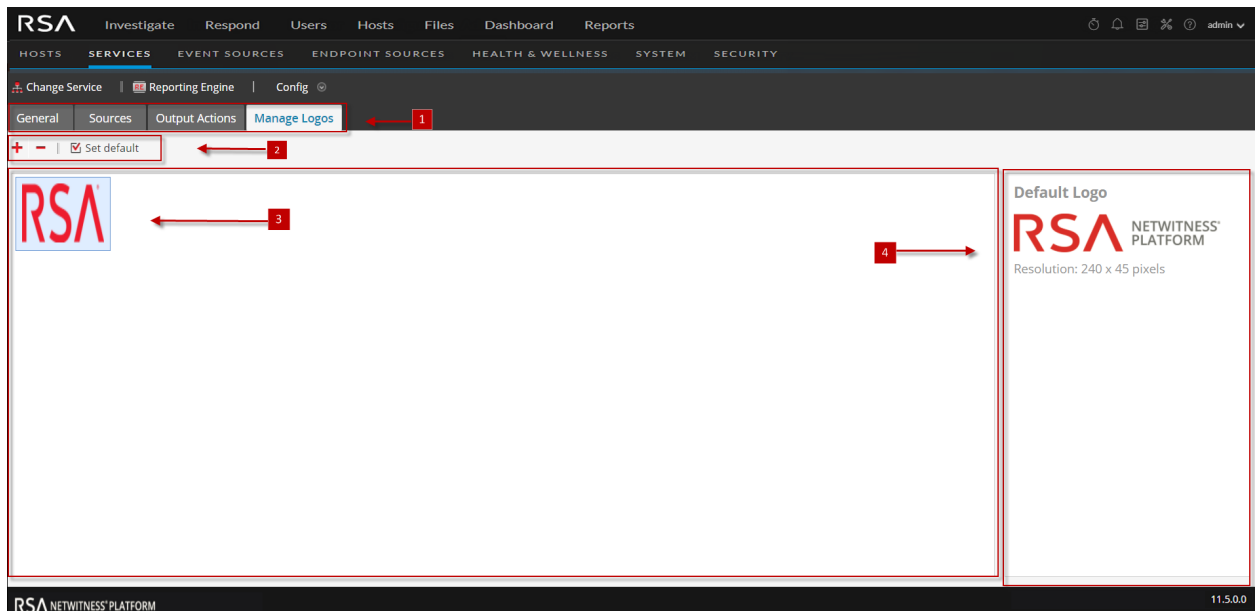 RSA Investigate Respond Users Hosts Files Dashboard Reports admin
HOSTS SERVICES EVENT SOURCES ENDPOINT SOURCES HEALTH & WELLNESS SYSTEM SECURITY
Change Service RE Reporting Engine | Config
General Sources Output Actions Manage Logos 1
+ - | Set default 2
RSA 3
Default Logo
RSA NETWITNESS®
PLATFORM
4
Resolution: 240 x 45 pixels
RSA NETWITNESS® PLATFORM 11.5.0.0